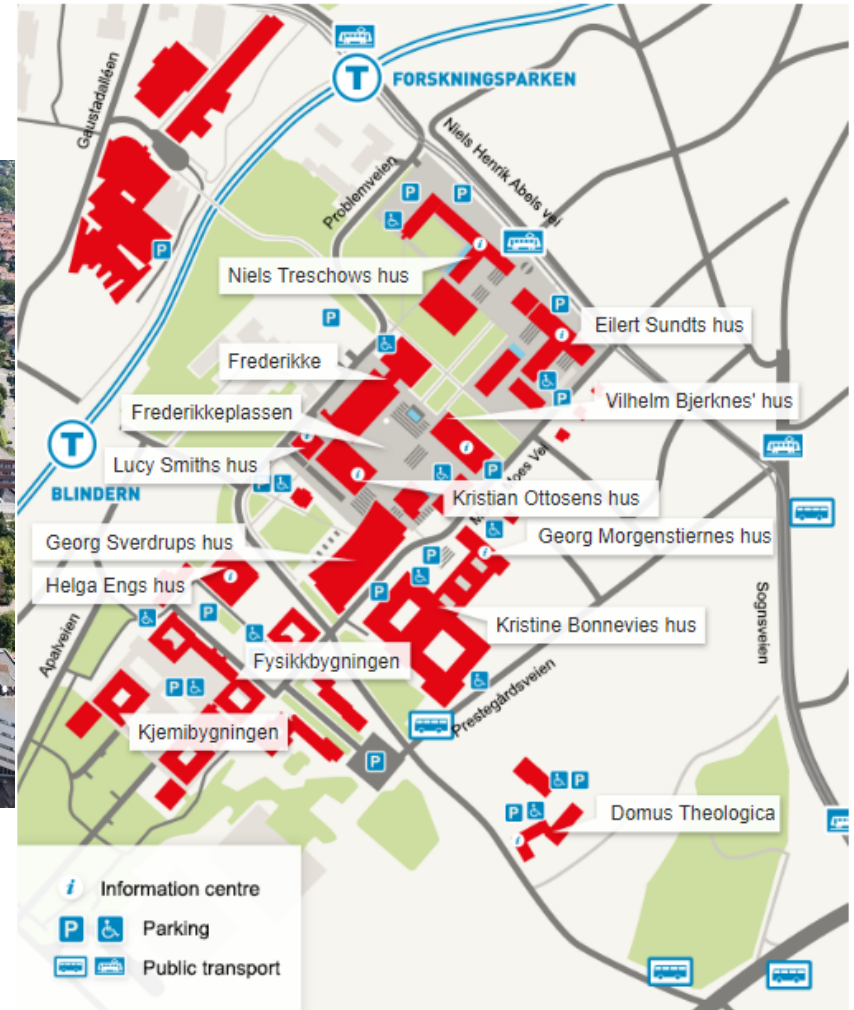 T FORSKNINGSPARKEN
Gaustadalléen
Niels Henrik Abels vei
Problemveien
P
P
P
Niels Treschows hus
P
P
Eilert Sundts hus
Frederikke
Vilhelm Bjerknes' hus
P
Frederikkeplassen
T
BLINDERN
Lucy Smiths hus
P
P
Kristian Ottosens hus
Moes Vei
Georg Sverdrups hus
Georg Morgenstiernes hus
P
Helga Engs hus
P
P
Sognsveien
Apalveien
Kristine Bonnevies hus
Fysikkbygningen
P
Prestegårdsveien
Kjemibygningen
P
P
P
Domus Theologica
i Information centre
P Parking
Public transport